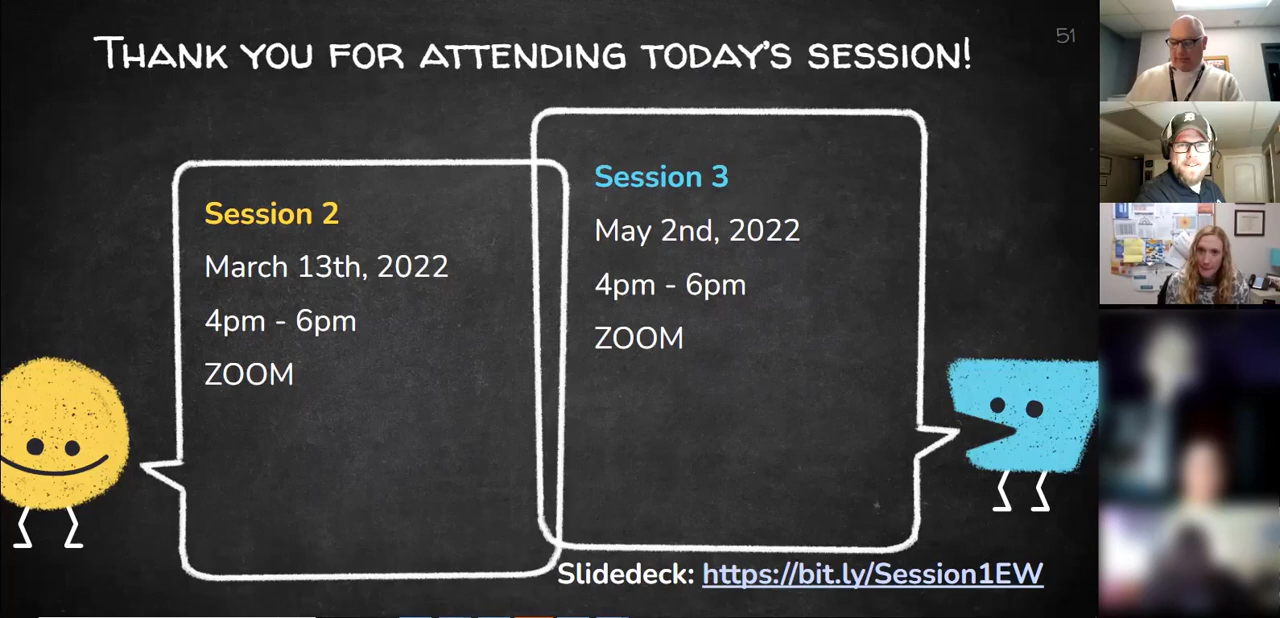 THANK YOU FOR ATTENDING TODAY'S SESSION!
51
Session 2
March 13th, 2022
4pm - 6pm
ZOOM
Session 3
May 2nd, 2022
4pm - 6pm
ZOOM
Slidedeck: https://bit.ly/Session1EW